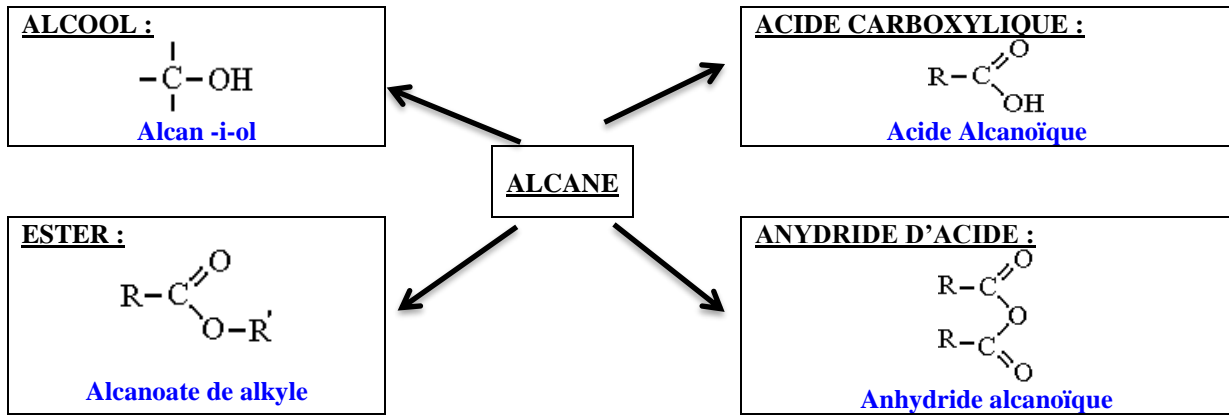 ALCOOL :
C OH
Alcan -i-ol
ACIDE CARBOXYLIQUE :
O
R C
OH
Acide Alcanoïque
ALCANE
ESTER :
O
R C
O R'
Alcanoate de alkyle
ANYDRIDE D'ACIDE :
O
R C
O
R C
O
Anhydride alcanoïque